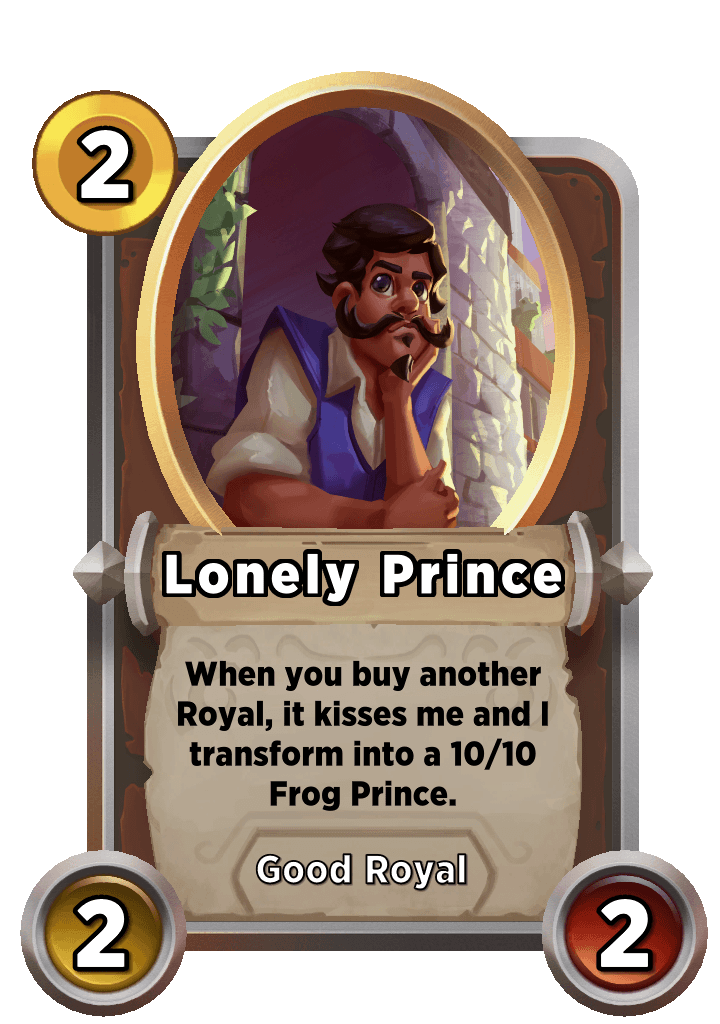 2
Lonely Prince
When you buy another
Royal, it kisses me and I
transform into a 10/10
Frog Prince.
Good Royal
2
2